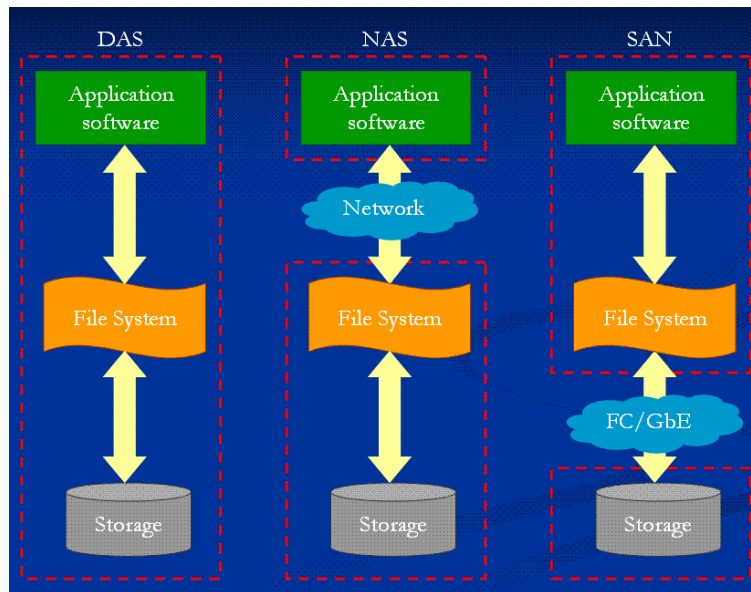 DAS
NAS
SAN
Application
software
Application
software
Application
software
Network
File System
File System
File System
FC/GbE
Storage
Storage
Storage